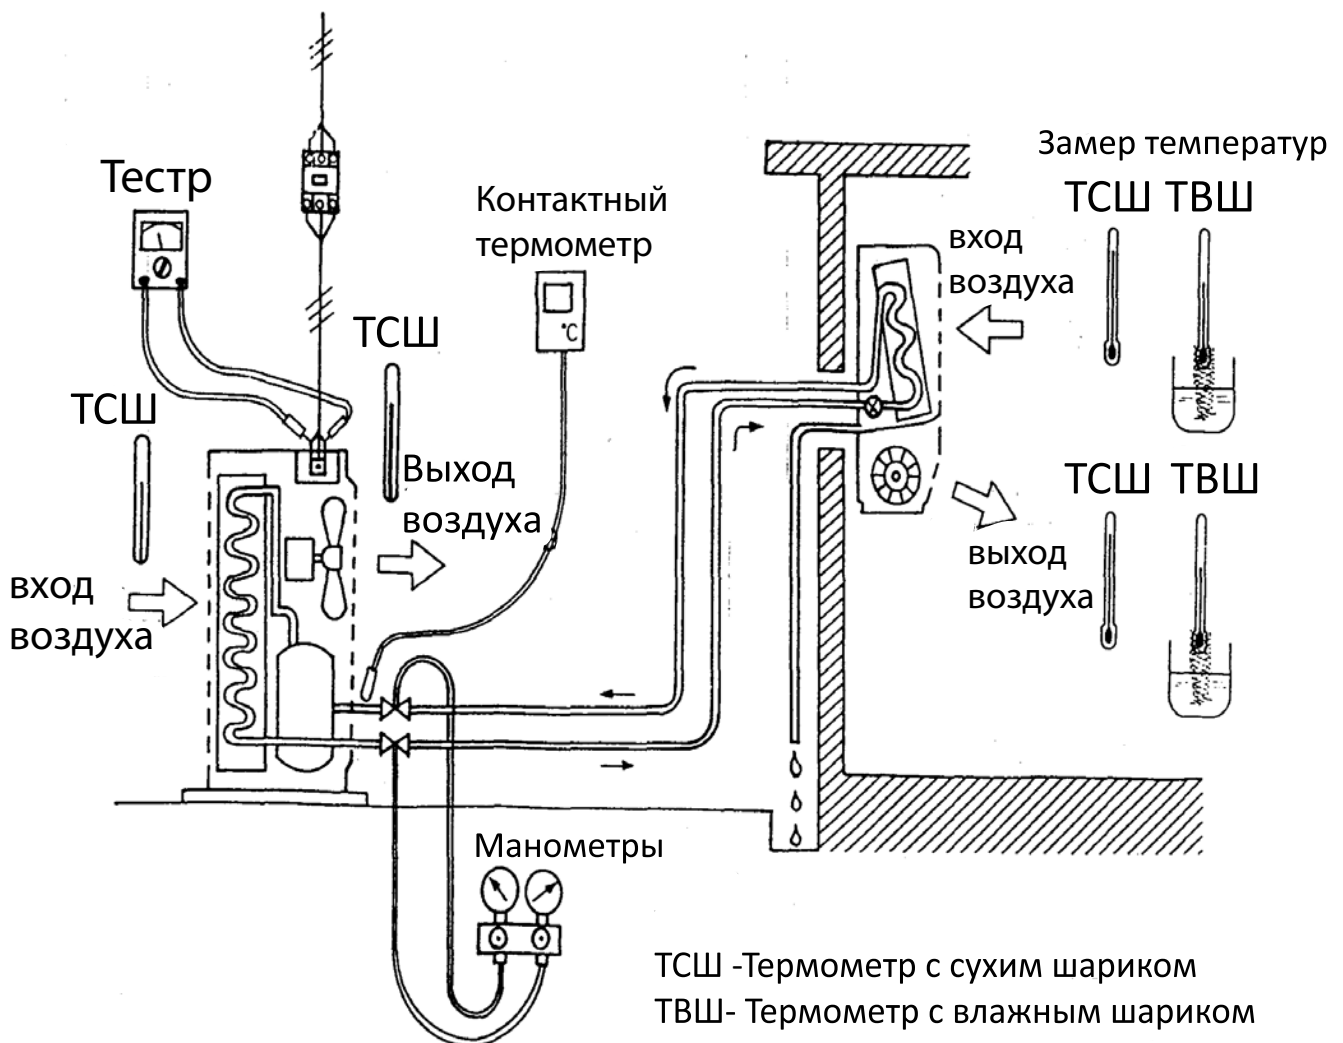 Замер температур
Тестр
ТСШ ТВШ
Контактный
термометр
вход
воздуха
°C
ТСШ
ТСШ
Выход
воздуха
ТСШ ТВШ
выход
воздуха
вход
воздуха
Манометры
ТСШ -Термометр с сухим шариком
ТВШ- Термометр с влажным шариком